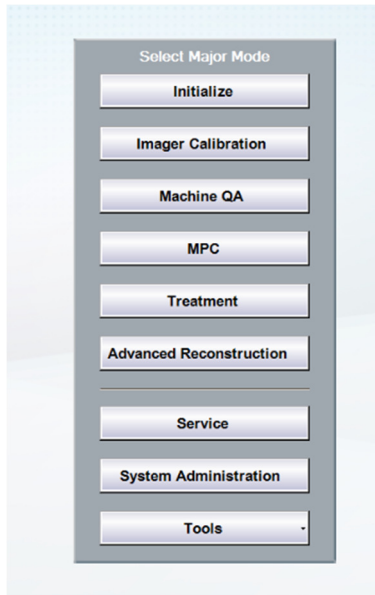 Select Major Mode
Initialize
Imager Calibration
Machine QA
MPC
Treatment
Advanced Reconstruction
Service
System Administration
Tools